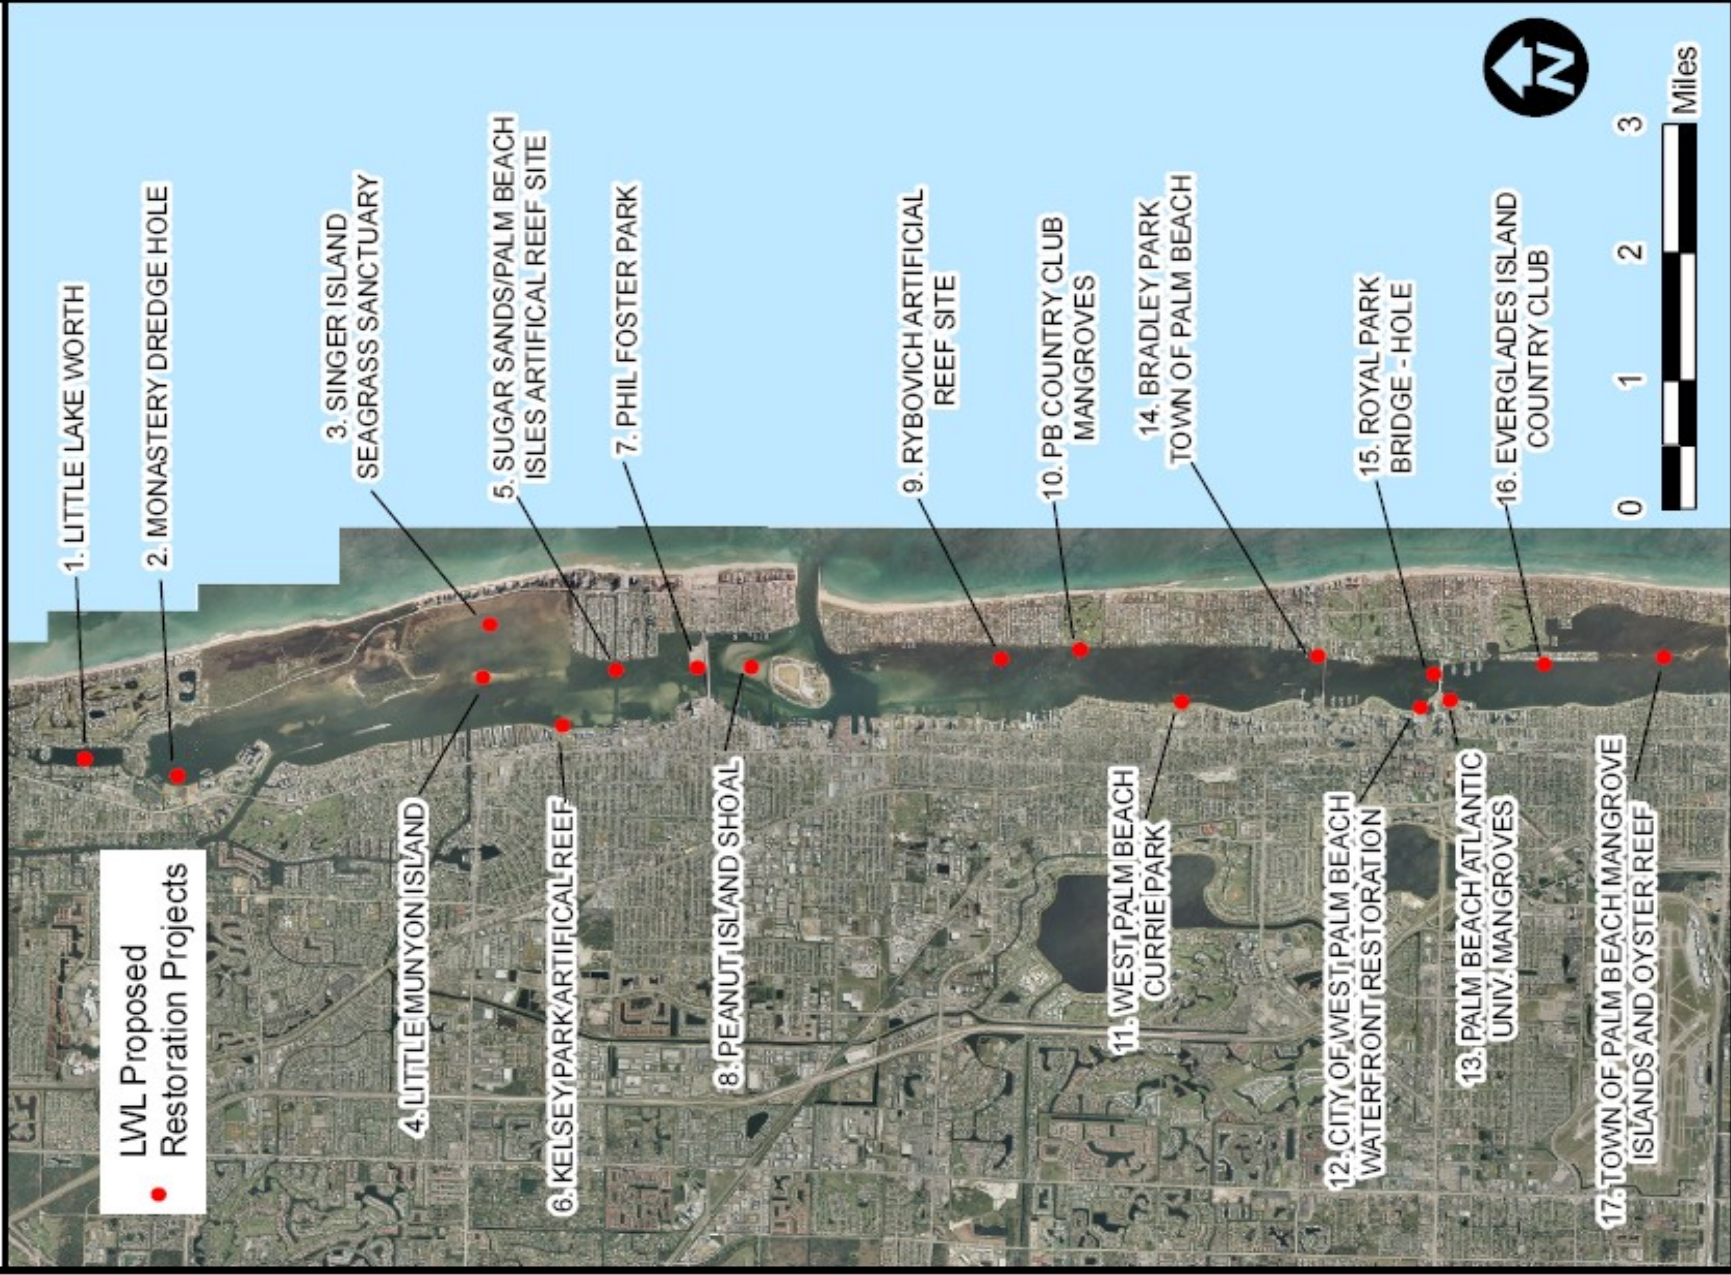 LWL Proposed
Restoration Projects
1. LITTLE LAKE WORTH
2. MONASTERY DREDGE HOLE
3. SINGER ISLAND
SEAGRASS SANCTUARY
4. LITTLE MUNYON ISLAND
5. SUGAR SANDS/PALM BEACH
ISLES ARTIFICAL REEF SITE
6. KELSEY PARK ARTIFICAL REEF
7. PHIL FOSTER PARK
8. PEANUT ISLAND SHOAL
9. RYBOVICH ARTIFICIAL
REEF SITE
10. PB COUNTRY CLUB
MANGROVES
11. WEST PALM BEACH
CURRIE PARK
12. CITY OF WEST PALM BEACH
WATERFRONT RESTORATION
13. PALM BEACH ATLANTIC
UNIV. MANGROVES
14. BRADLEY PARK
TOWN OF PALM BEACH
15. ROYAL PARK
BRIDGE - HOLE
16. EVERGLADES ISLAND
COUNTRY CLUB
17. TOWN OF PALM BEACH MANGROVE
ISLANDS AND OYSTER REEF
N
0 1 2 3
Miles